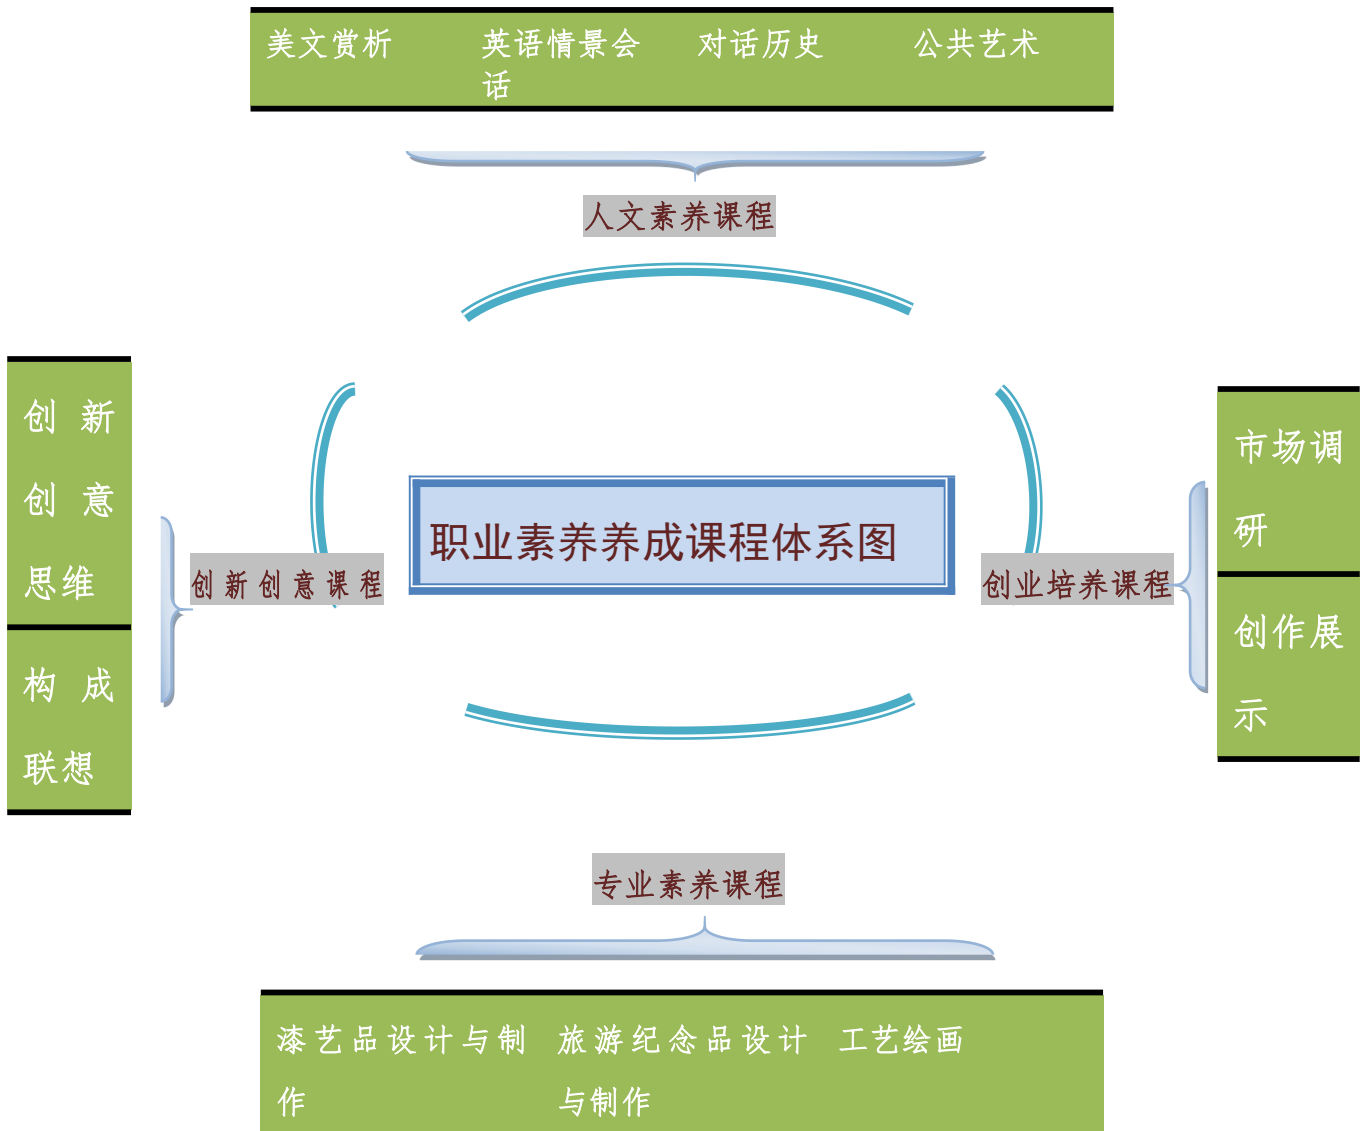 美文赏析 英语情景会 对话历史 公共艺术
话
人文素养课程
创新
创意
思维
构成
联想
创新创意课程
职业素养养成课程体系图
创业培养课程
市场调
研
创作展
示
专业素养课程
漆艺品设计与制 旅游纪念品设计 工艺绘画
作 与制作